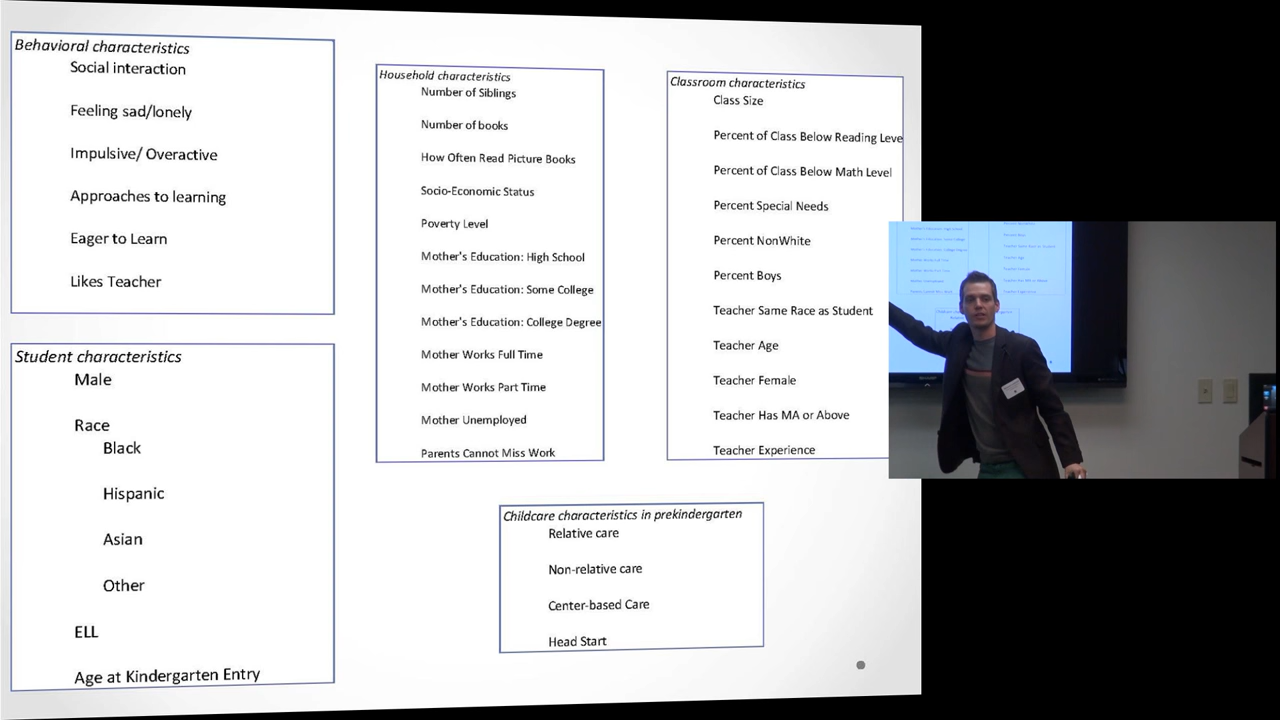 Behavioral characteristics
Social interaction
Feeling sad/lonely
Impulsive/ Overactive
Approaches to learning
Eager to Learn
Likes Teacher
Student characteristics
Male
Race
Black
Hispanic
Asian
Other
ELL
Age at Kindergarten Entry
Household characteristics
Number of Siblings
Number of books
How Often Read Picture Books
Socio-Economic Status
Poverty Level
Mother's Education: High School
Mother's Education: Some College
Mother's Education: College Degree
Mother Works Full Time
Mother Works Part Time
Mother Unemployed
Parents Cannot Miss Work
Classroom characteristics
Class Size
Percent of Class Below Reading Leve
Percent of Class Below Math Level
Percent Special Needs
Percent NonWhite
Percent Boys
Teacher Same Race as Student
Teacher Age
Teacher Female
Teacher Has MA or Above
Teacher Experience
Childcare characteristics in prekindergarten
Relative care
Non-relative care
Center-based Care
Head Start